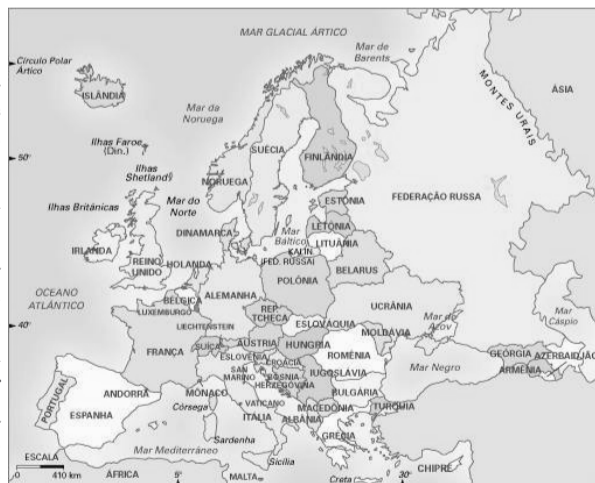 MAR GLACIAL ÁRTICO
Círculo Polar
Ártico
Mar de
Barents
ISLÂNDIA
MONTES URAIS
ÁSIA
Mar da
Noruega
Ilhas Faroe
(Din.)
SUÉCIA
FINLÂNDIA
50°
Ilhas
Shetland
NORUEGA
FEDERAÇÃO RUSSA
ESTÔNIA
Ilhas Britânicas
Mar do
Norte
LETÔNIA
DINAMARCA
Mar
Báltico
LITUÂNIA
KALIN.
(FED. RUSSA)
IRLANDA
REINO
UNIDO
HOLANDA
BELARUS
POLÔNIA
OCEANO
ATLÂNTICO
BÉLGICA
ALEMANHA
LUXEMBURGO
REP.
TCHECA
UCRÂNIA
40°
LIECHTENSTEIN
ESLOVÁQUIA
MOLDÁVIA
Mar de
Azov
Mar
Cáspio
FRANÇA
SUÍÇA
ÁUSTRIA
HUNGRIA
ESLOVÊNIA
CROÁCIA
ROMÊNIA
GEÓRGIA
AZERBAIDJÃO
ARMÊNIA
SAN
MARINO
BÓSNIA
HERZEGOVINA
IUGOSLÁVIA
Mar Negro
PORTUGAL
ANDORRA
MÔNACO
BULGÁRIA
ESPANHA
Córsega
VATICANO
ITÁLIA
MACEDÔNIA
ALBÂNIA
TURQUIA
Sardenha
GRÉCIA
Mar Mediterrâneo
Sicília
ESCALA
0 410 km
ÁFRICA
5°
MALTA
Creta
30°
CHIPRE